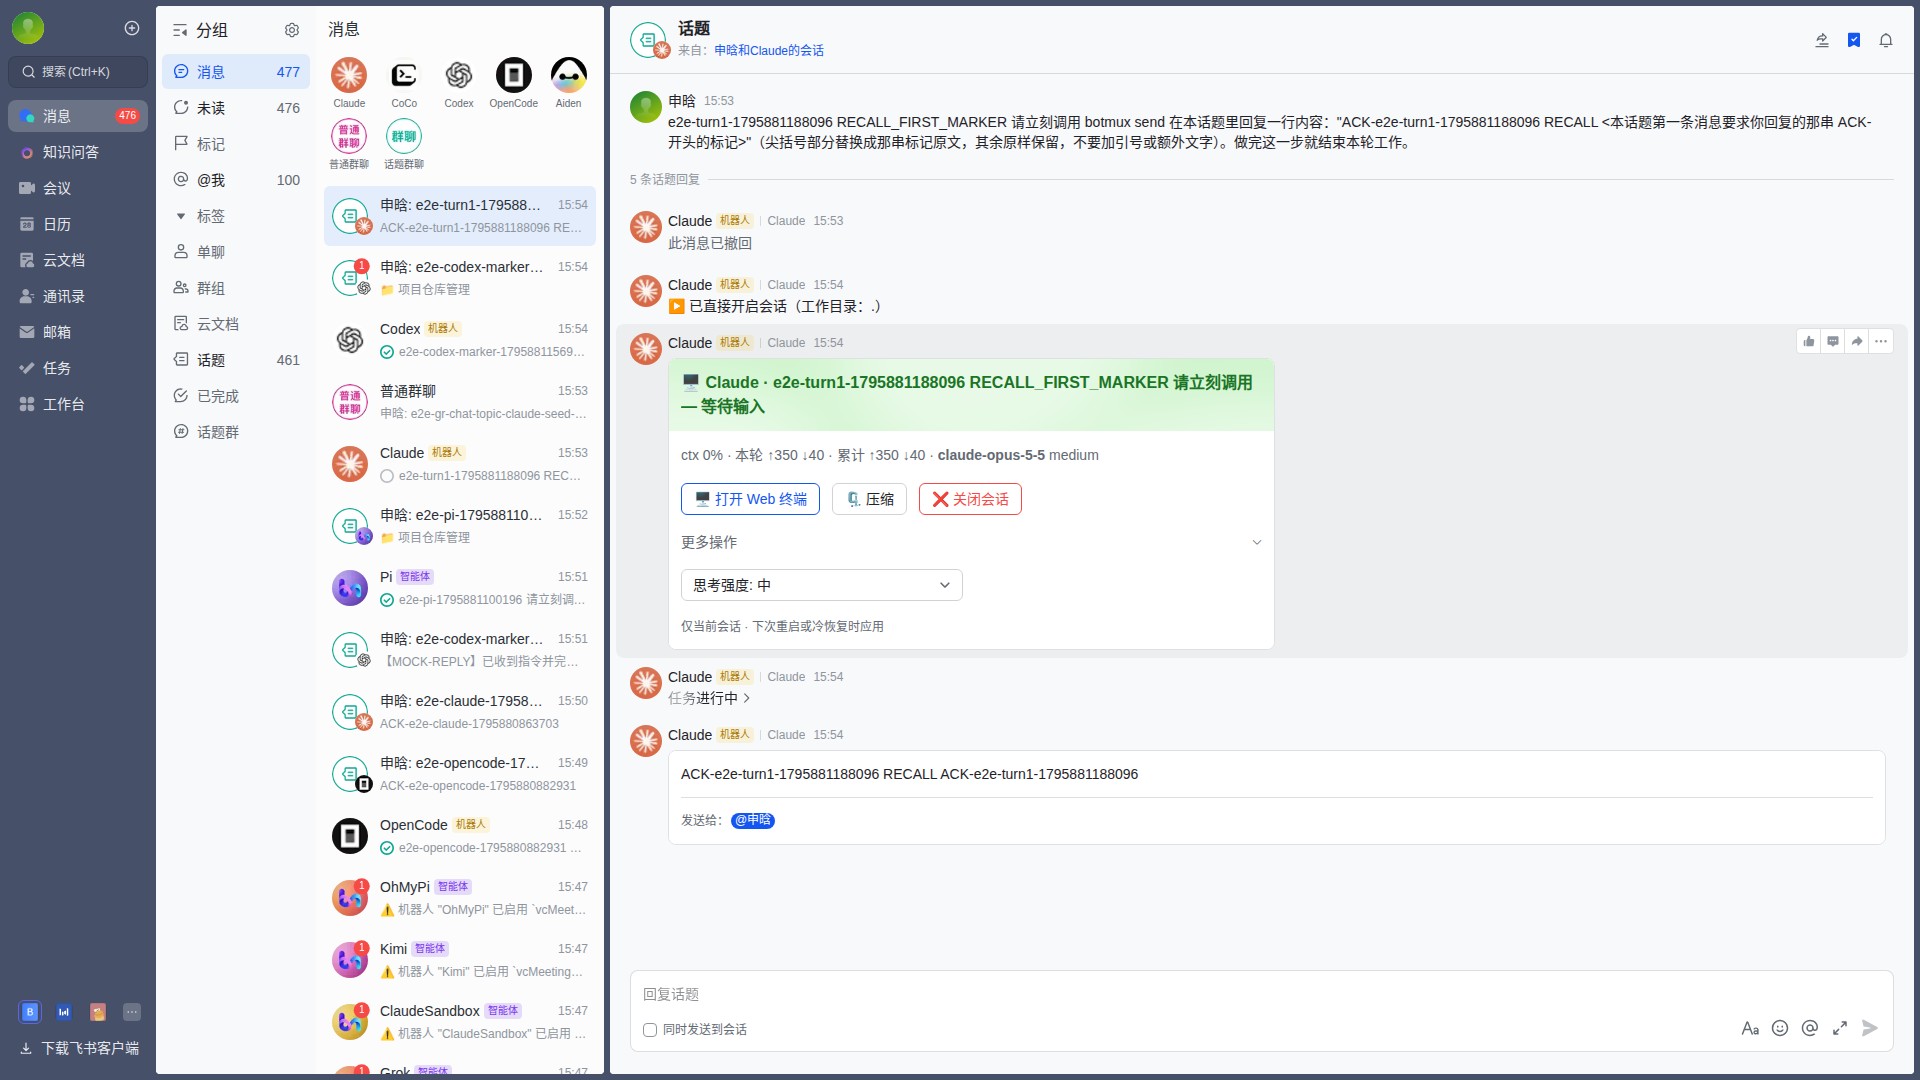 搜索 (Ctrl+K)
消息 476
知识问答
会议
日历
云文档
通讯录
邮箱
任务
工作台
下载飞书客户端
分组
消息 477
未读 476
标记
@我 100
标签
单聊
群组
云文档
话题 461
已完成
话题群
消息
Claude CoCo Codex OpenCode Aiden
普通群聊 群聊
普通群聊 话题群聊
申晗: e2e-turn1-179588… 15:54
ACK-e2e-turn1-1795881188096 RE…
1
申晗: e2e-codex-marker… 15:54
📁 项目仓库管理
Codex 机器人 15:54
e2e-codex-marker-17958811569…
普通群聊
普通群聊 15:53
申晗: e2e-gr-chat-topic-claude-seed-…
Claude 机器人 15:53
e2e-turn1-1795881188096 REC…
申晗: e2e-pi-179588110… 15:52
📁 项目仓库管理
Pi 智能体 15:51
e2e-pi-1795881100196 请立刻调…
申晗: e2e-codex-marker… 15:51
【MOCK-REPLY】已收到指令并完…
申晗: e2e-claude-17958… 15:50
ACK-e2e-claude-1795880863703
申晗: e2e-opencode-17… 15:49
ACK-e2e-opencode-1795880882931
OpenCode 机器人 15:48
e2e-opencode-1795880882931 …
1
OhMyPi 智能体 15:47
⚠️ 机器人 "OhMyPi" 已启用 `vcMeet…
1
Kimi 智能体 15:47
⚠️ 机器人 "Kimi" 已启用 `vcMeeting…
1
ClaudeSandbox 智能体 15:47
⚠️ 机器人 "ClaudeSandbox" 已启用 …
1
Grok 智能体 15:47
话题
来自：申晗和Claude的会话
申晗 15:53
e2e-turn1-1795881188096 RECALL_FIRST_MARKER 请立刻调用 botmux send 在本话题里回复一行内容："ACK-e2e-turn1-1795881188096 RECALL <本话题第一条消息要求你回复的那串 ACK-
开头的标记>"（尖括号部分替换成那串标记原文，其余原样保留，不要加引号或额外文字）。做完这一步就结束本轮工作。
5 条话题回复
Claude 机器人 Claude 15:53
此消息已撤回
Claude 机器人 Claude 15:54
▶️ 已直接开启会话（工作目录：.）
Claude 机器人 Claude 15:54
🖥️ Claude · e2e-turn1-1795881188096 RECALL_FIRST_MARKER 请立刻调用
— 等待输入
ctx 0% · 本轮 ↑350 ↓40 · 累计 ↑350 ↓40 · claude-opus-5-5 medium
🖥️ 打开 Web 终端 🗜️ 压缩 ❌ 关闭会话
更多操作
思考强度: 中
仅当前会话 · 下次重启或冷恢复时应用
Claude 机器人 Claude 15:54
任务进行中
Claude 机器人 Claude 15:54
ACK-e2e-turn1-1795881188096 RECALL ACK-e2e-turn1-1795881188096
发送给：@申晗
回复话题
同时发送到会话